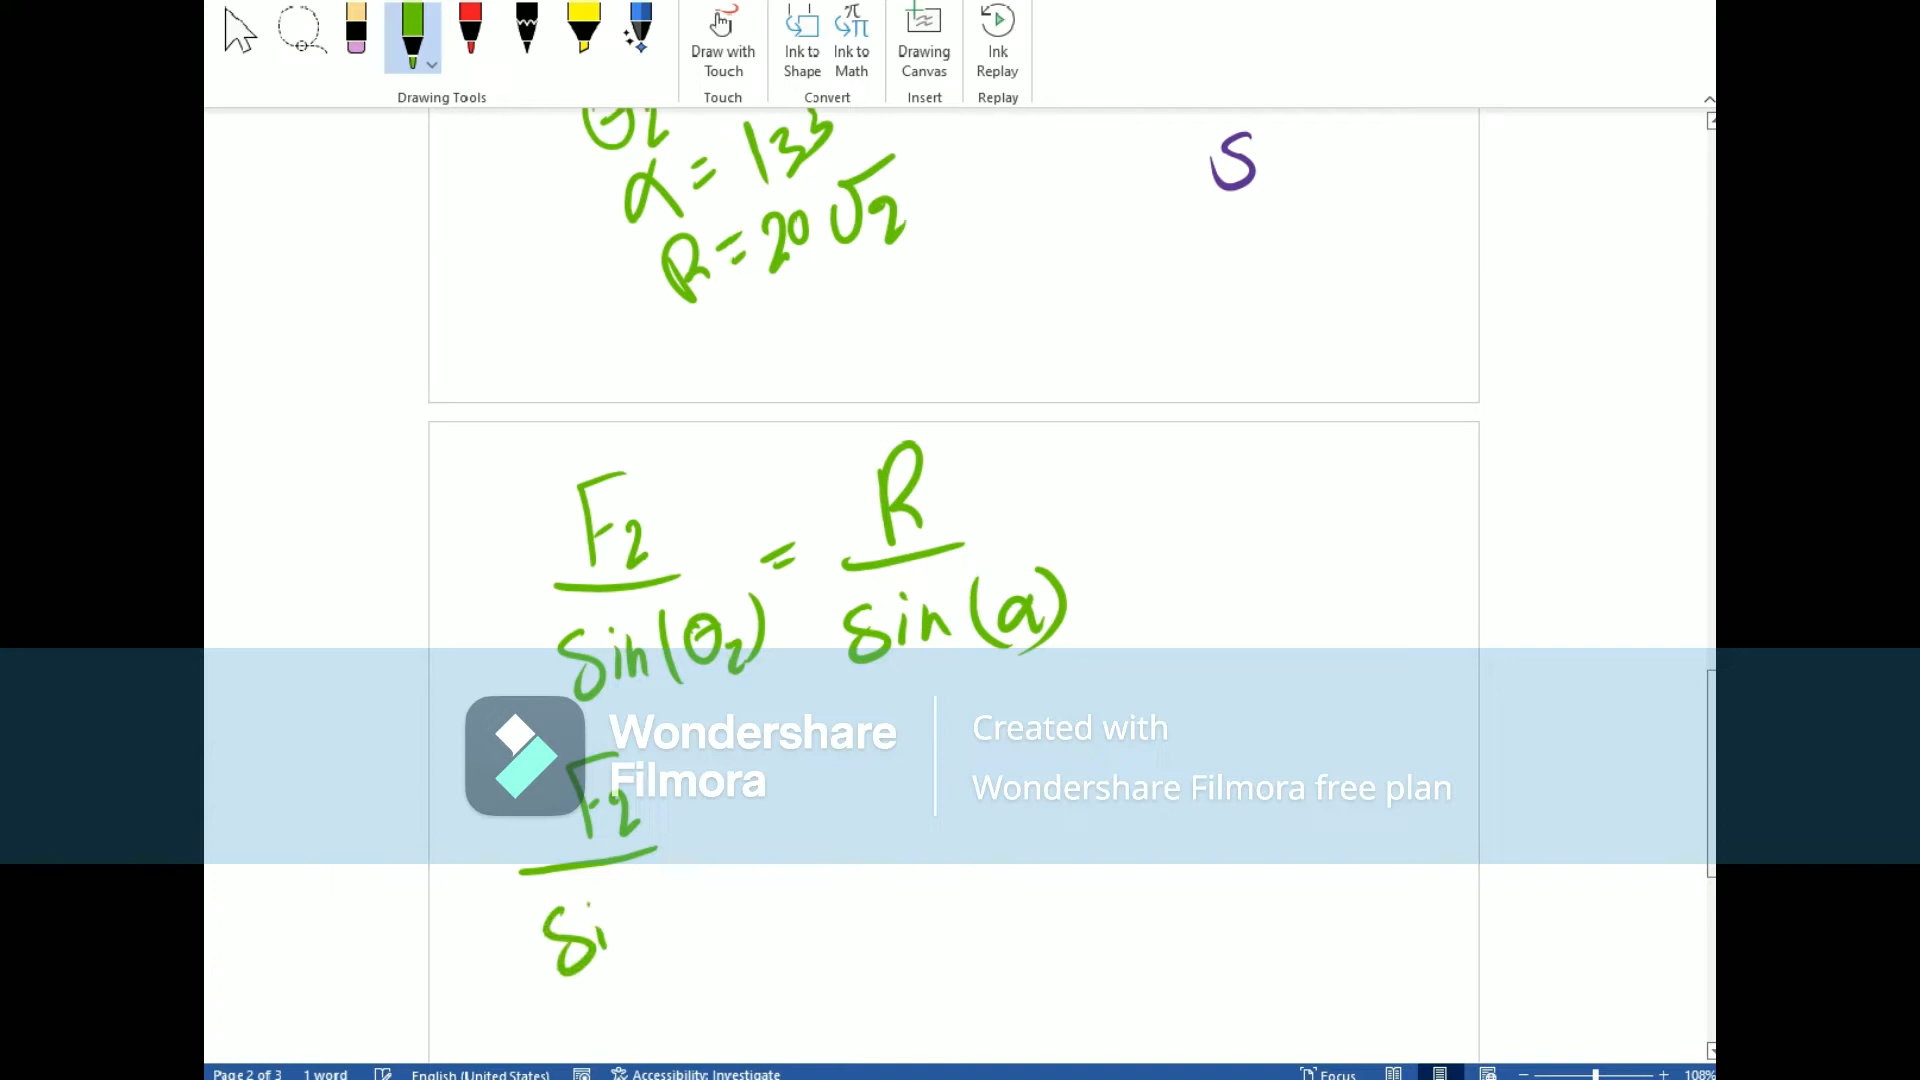 Draw with Touch
Ink to Shape
Ink to Math
Drawing Canvas
Ink Replay
Drawing Tools
Touch
Convert
Insert
Replay
θ2
α = 135
R = 20 √2
S
F2 / sin(θ2) = R / sin(α)
Wondershare Filmora
Created with
Wondershare Filmora free plan
F2 / si
Page 2 of 3
1 word
English (United States)
Accessibility: Investigate
Focus
108%